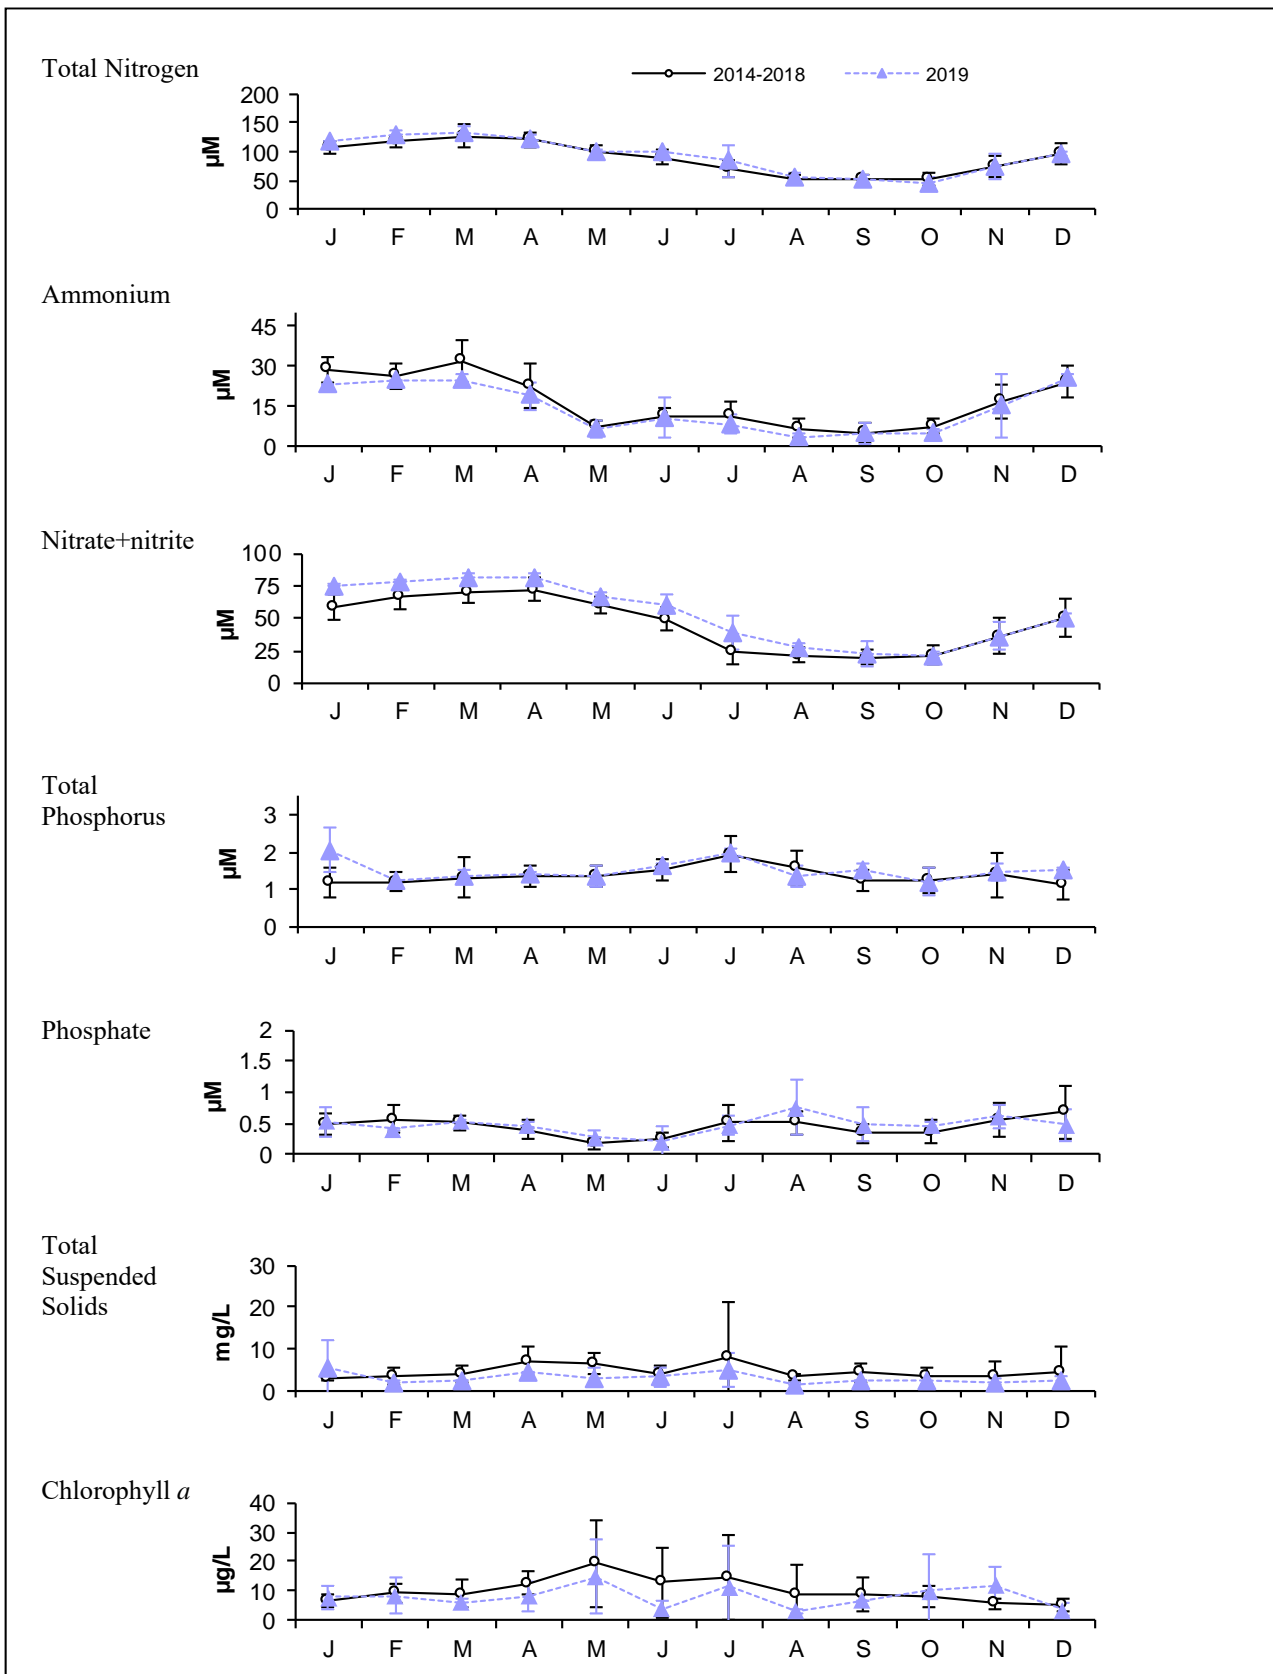 Total Nitrogen
2014-2018 2019
200
150
100
50
0
µM
J F M A M J J A S O N D
Ammonium
45
30
15
0
µM
J F M A M J J A S O N D
Nitrate+nitrite
100
75
50
25
0
µM
J F M A M J J A S O N D
Total
Phosphorus
3
2
1
0
µM
J F M A M J J A S O N D
Phosphate
2
1.5
1
0.5
0
µM
J F M A M J J A S O N D
Total
Suspended
Solids
30
20
10
0
mg/L
J F M A M J J A S O N D
Chlorophyll a
40
30
20
10
0
µg/L
J F M A M J J A S O N D